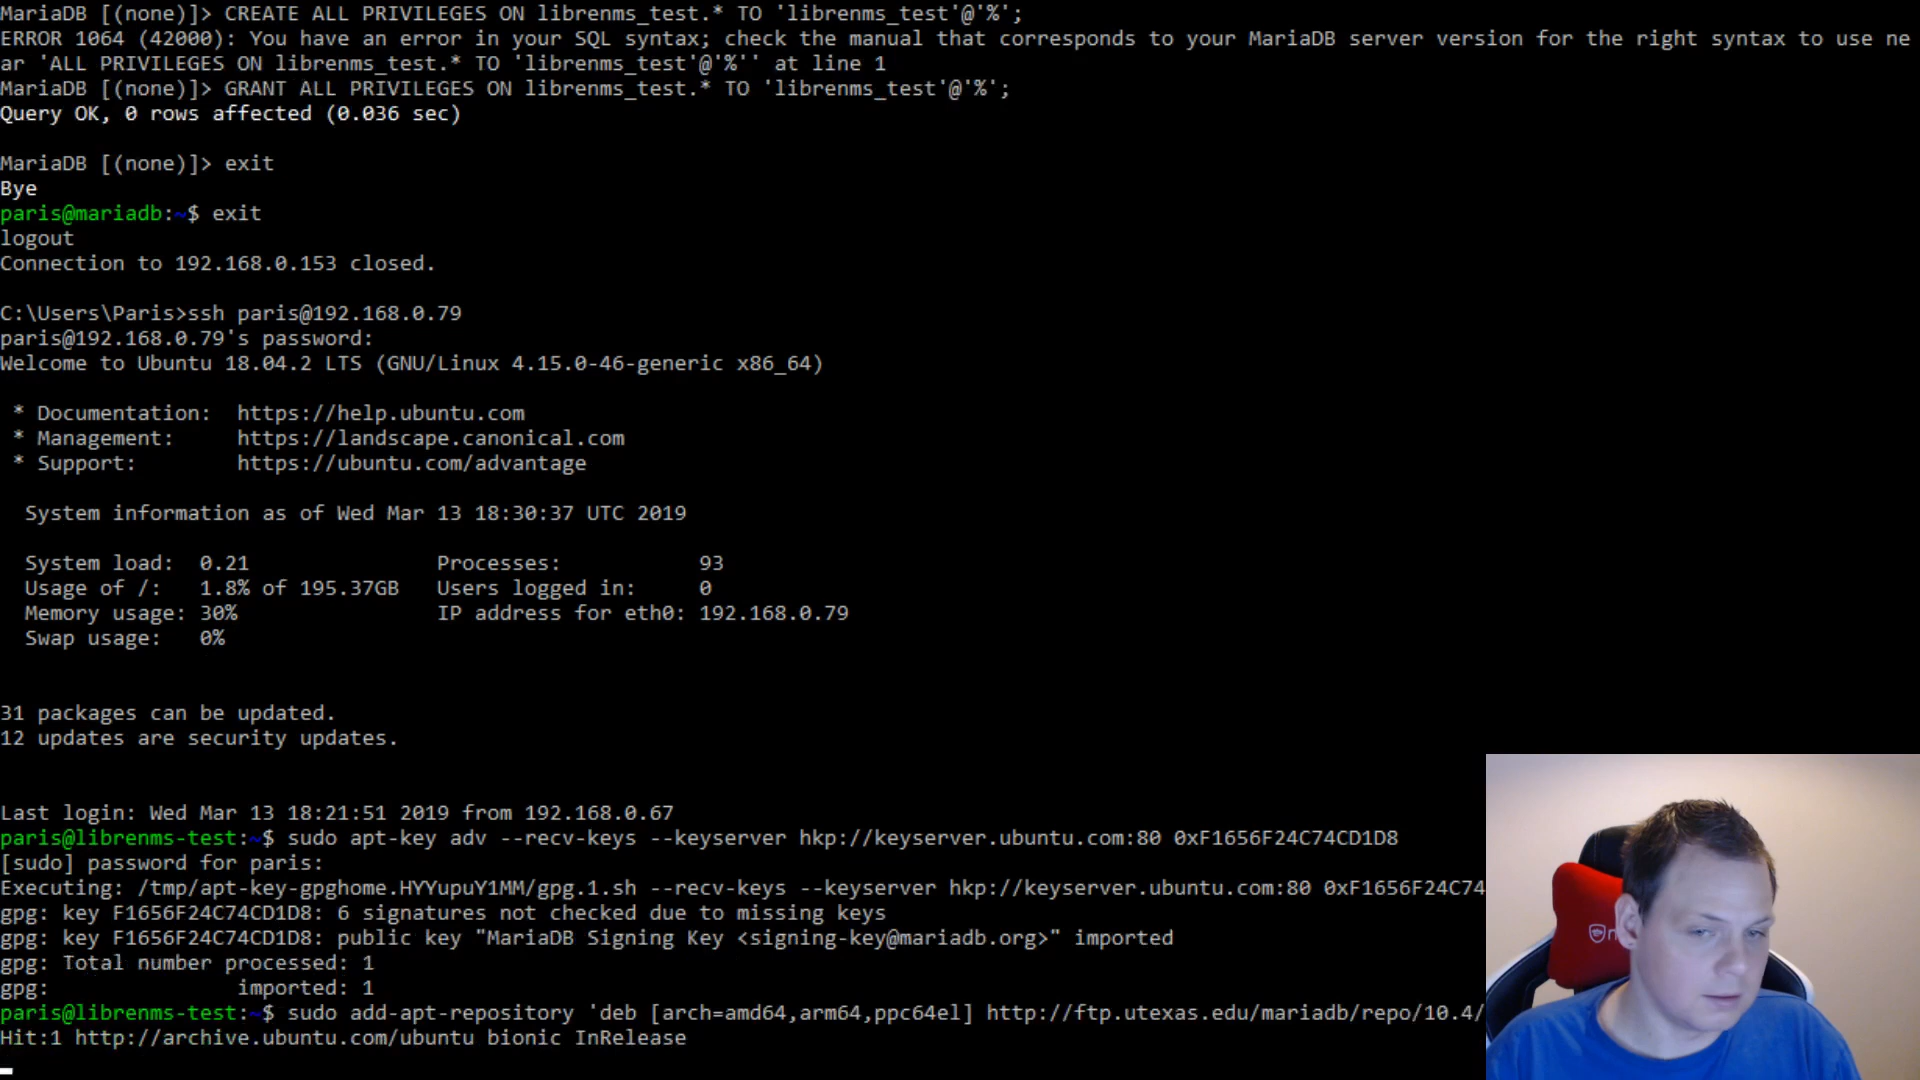 MariaDB [(none)]> CREATE ALL PRIVILEGES ON librenms_test.* TO 'librenms_test'@'%';
ERROR 1064 (42000): You have an error in your SQL syntax; check the manual that corresponds to your MariaDB server version for the right syntax to use ne
ar 'ALL PRIVILEGES ON librenms_test.* TO 'librenms_test'@'%'' at line 1
MariaDB [(none)]> GRANT ALL PRIVILEGES ON librenms_test.* TO 'librenms_test'@'%';
Query OK, 0 rows affected (0.036 sec)
MariaDB [(none)]> exit
Bye
paris@mariadb:~$ exit
logout
Connection to 192.168.0.153 closed.
C:\Users\Paris>ssh paris@192.168.0.79
paris@192.168.0.79's password:
Welcome to Ubuntu 18.04.2 LTS (GNU/Linux 4.15.0-46-generic x86_64)
* Documentation:  https://help.ubuntu.com
* Management:     https://landscape.canonical.com
* Support:        https://ubuntu.com/advantage
System information as of Wed Mar 13 18:30:37 UTC 2019
System load:  0.21               Processes:           93
Usage of /:   1.8% of 195.37GB   Users logged in:     0
Memory usage: 30%                IP address for eth0: 192.168.0.79
Swap usage:   0%
31 packages can be updated.
12 updates are security updates.
Last login: Wed Mar 13 18:21:51 2019 from 192.168.0.67
paris@librenms-test:~$ sudo apt-key adv --recv-keys --keyserver hkp://keyserver.ubuntu.com:80 0xF1656F24C74CD1D8
[sudo] password for paris:
Executing: /tmp/apt-key-gpghome.HYYupuY1MM/gpg.1.sh --recv-keys --keyserver hkp://keyserver.ubuntu.com:80 0xF1656F24C74
gpg: key F1656F24C74CD1D8: 6 signatures not checked due to missing keys
gpg: key F1656F24C74CD1D8: public key "MariaDB Signing Key <signing-key@mariadb.org>" imported
gpg: Total number processed: 1
gpg:               imported: 1
paris@librenms-test:~$ sudo add-apt-repository 'deb [arch=amd64,arm64,ppc64el] http://ftp.utexas.edu/mariadb/repo/10.4/
Hit:1 http://archive.ubuntu.com/ubuntu bionic InRelease